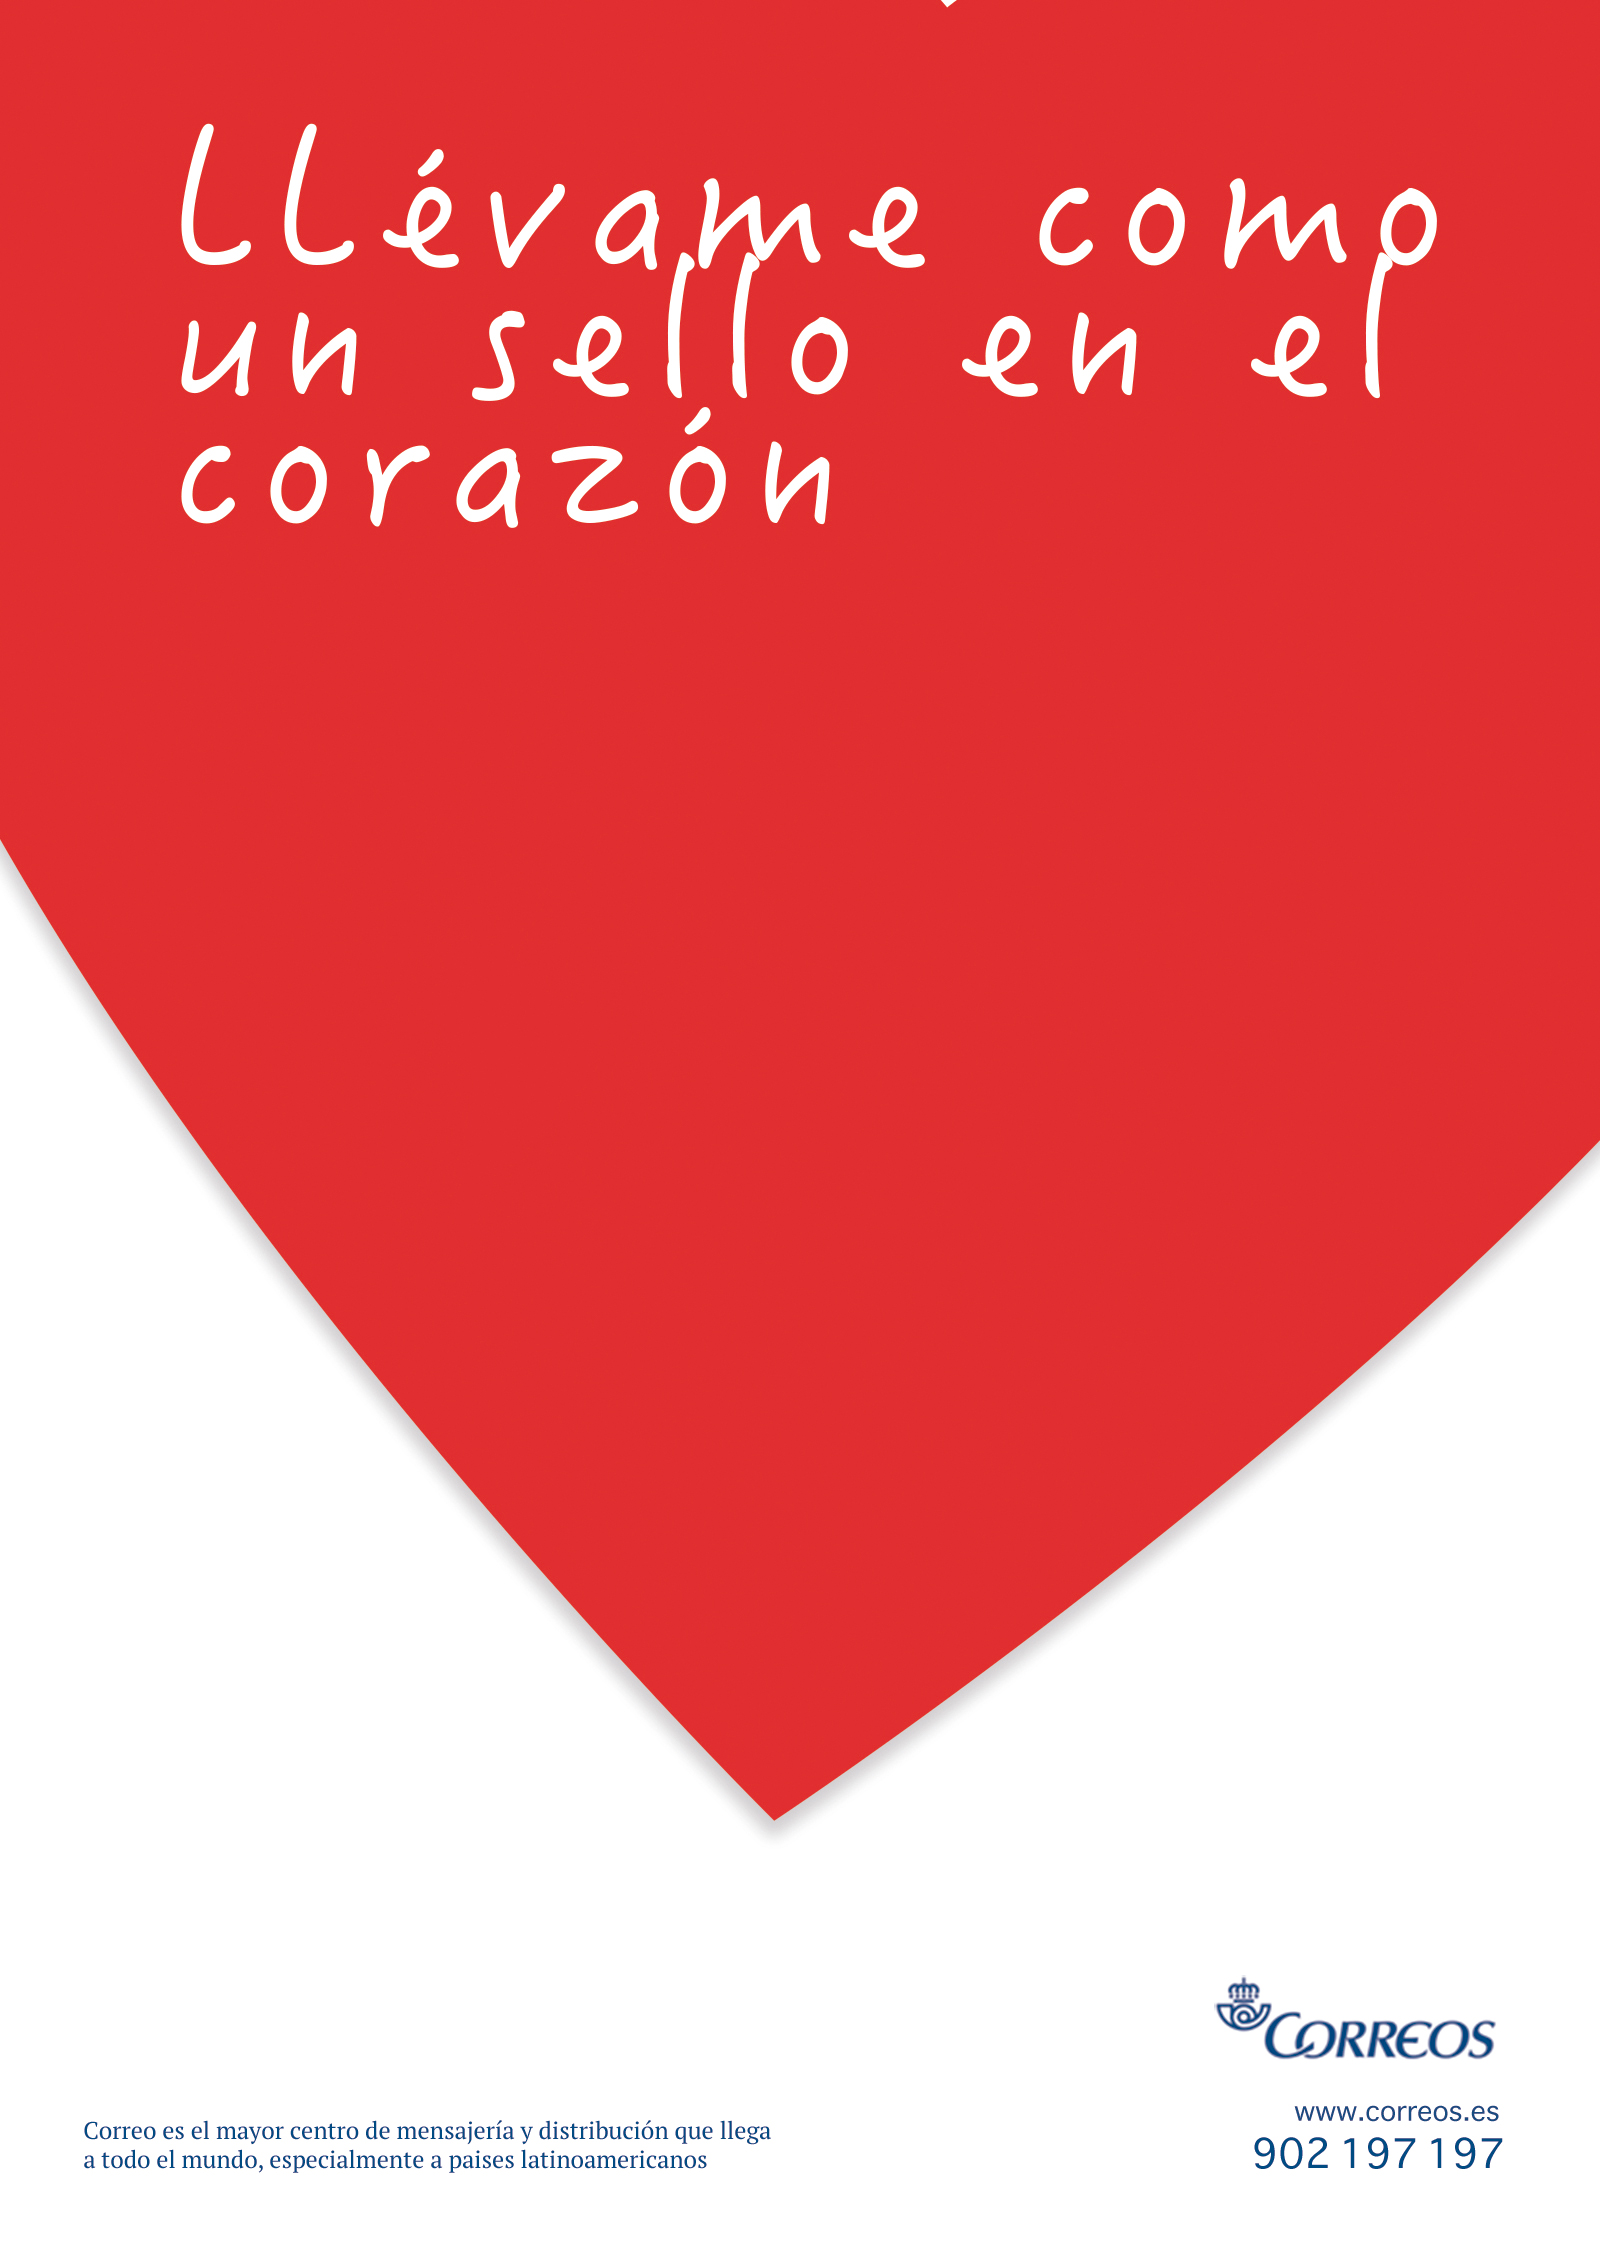 Llévame como
un sello en el
corazón
CORREOS
www.correos.es
902 197 197
Correo es el mayor centro de mensajería y distribución que llega
a todo el mundo, especialmente a paises latinoamericanos